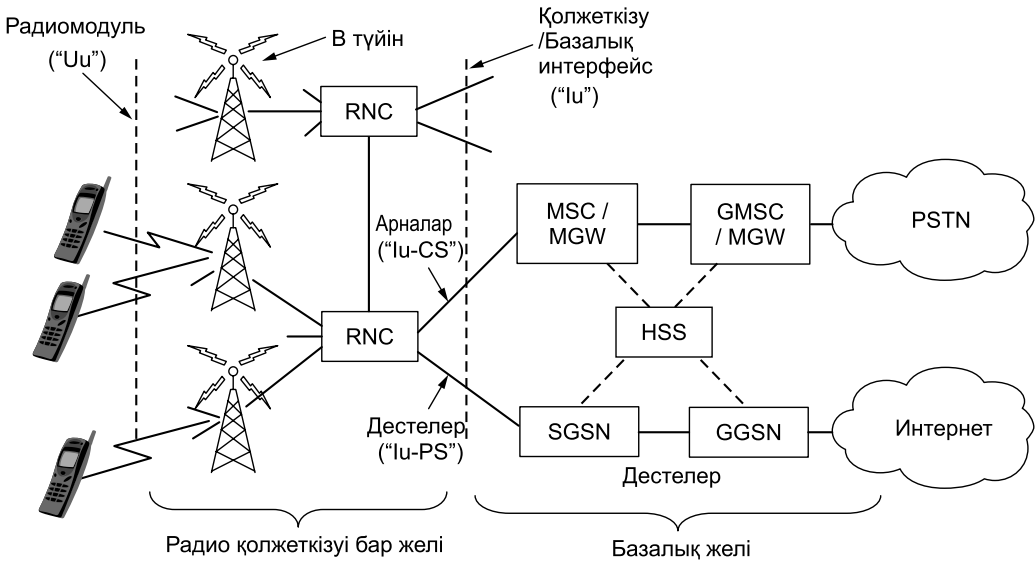 Радиомодуль
(“Uu”)
В түйін
Қолжеткізу
/Базалық
интерфейс
(“Iu”)
RNC
Арналар
(“Iu-CS”)
MSC /
MGW
GMSC
/ MGW
PSTN
RNC
HSS
Дестелер
(“Iu-PS”)
SGSN
GGSN
Интернет
Дестелер
Радио қолжеткізуі бар желі
Базалық желі